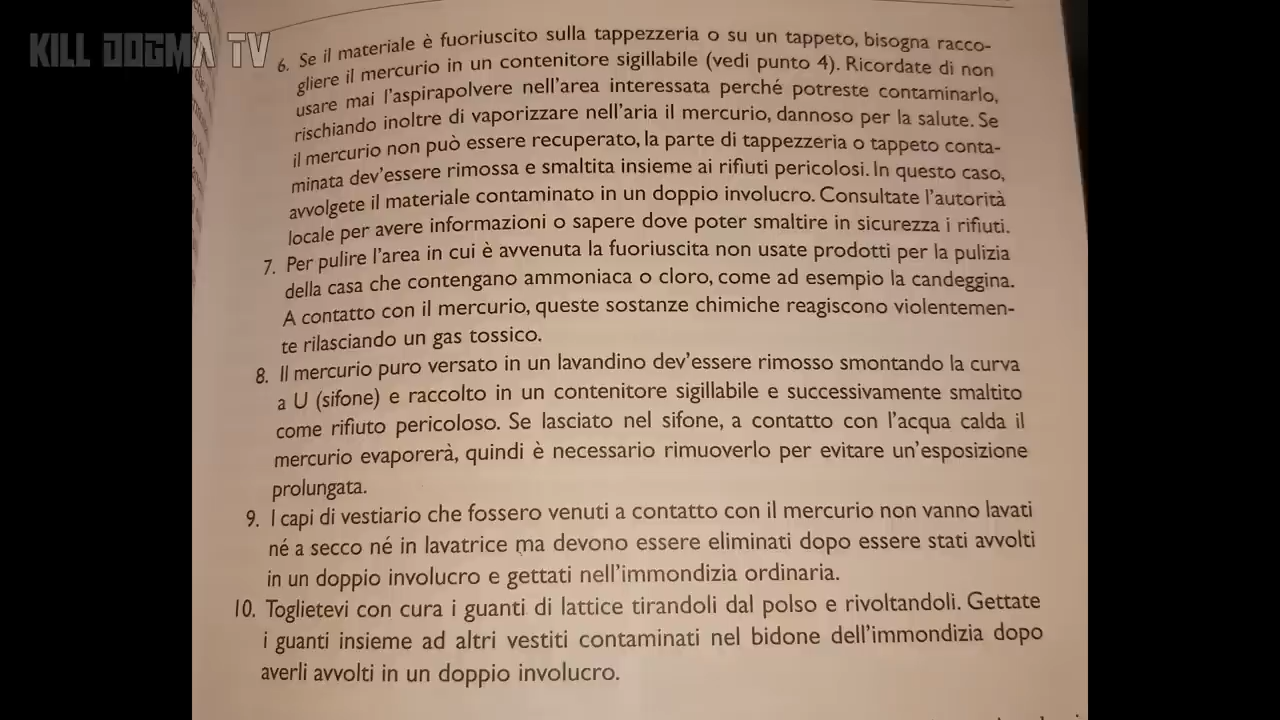 KILL DOGMA TV
6. Se il materiale è fuoriuscito sulla tappezzeria o su un tappeto, bisogna racco-
gliere il mercurio in un contenitore sigillabile (vedi punto 4). Ricordate di non
usare mai l'aspirapolvere nell'area interessata perché potreste contaminarlo,
rischiando inoltre di vaporizzare nell'aria il mercurio, dannoso per la salute. Se
il mercurio non può essere recuperato, la parte di tappezzeria o tappeto conta-
minata dev'essere rimossa e smaltita insieme ai rifiuti pericolosi. In questo caso,
avvolgete il materiale contaminato in un doppio involucro. Consultate l'autorità
locale per avere informazioni o sapere dove poter smaltire in sicurezza i rifiuti.
7. Per pulire l'area in cui è avvenuta la fuoriuscita non usate prodotti per la pulizia
della casa che contengano ammoniaca o cloro, come ad esempio la candeggina.
A contatto con il mercurio, queste sostanze chimiche reagiscono violentemen-
te rilasciando un gas tossico.
8. Il mercurio puro versato in un lavandino dev'essere rimosso smontando la curva
a U (sifone) e raccolto in un contenitore sigillabile e successivamente smaltito
come rifiuto pericoloso. Se lasciato nel sifone, a contatto con l'acqua calda il
mercurio evaporerà, quindi è necessario rimuoverlo per evitare un'esposizione
prolungata.
9. I capi di vestiario che fossero venuti a contatto con il mercurio non vanno lavati
né a secco né in lavatrice ma devono essere eliminati dopo essere stati avvolti
in un doppio involucro e gettati nell'immondizia ordinaria.
10. Toglietevi con cura i guanti di lattice tirandoli dal polso e rivoltandoli. Gettate
i guanti insieme ad altri vestiti contaminati nel bidone dell'immondizia dopo
averli avvolti in un doppio involucro.